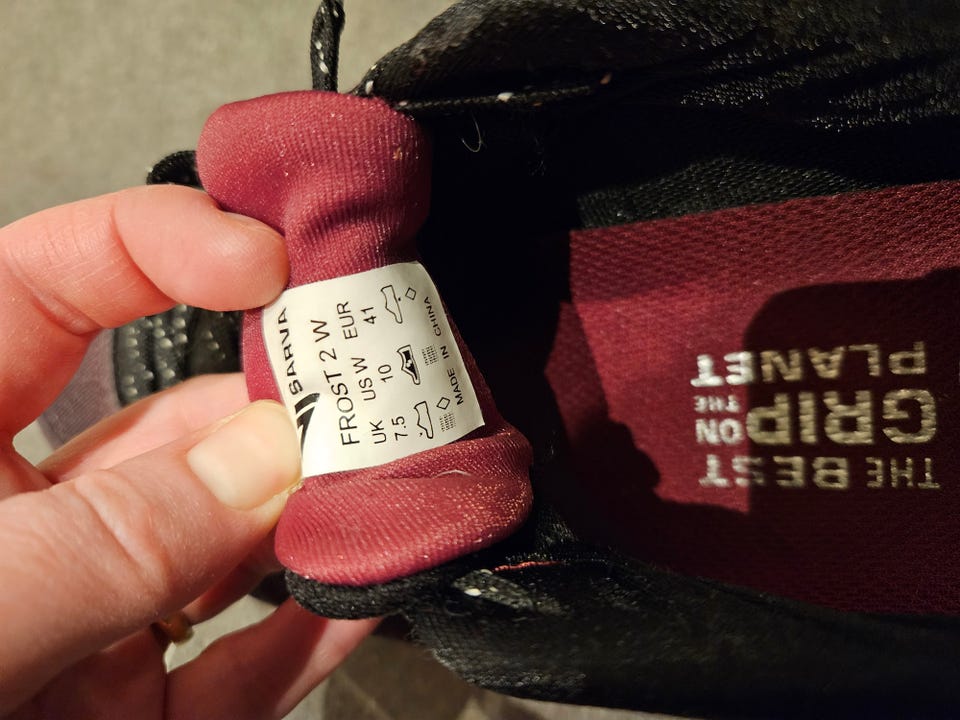 SARVA
FROST 2 W
UK US W EUR
7.5 10 41
MADE IN CHINA
THE BEST
GRIP ON THE
PLANET